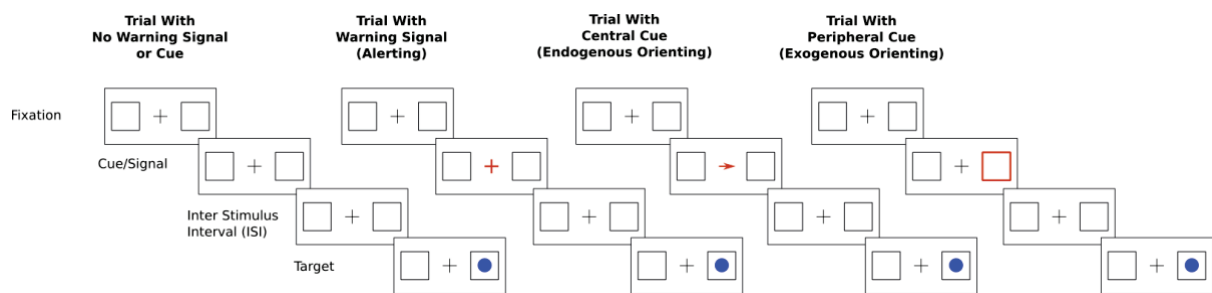 Trial With
No Warning Signal
or Cue
Trial With
Warning Signal
(Alerting)
Trial With
Central Cue
(Endogenous Orienting)
Trial With
Peripheral Cue
(Exogenous Orienting)
Fixation
Cue/Signal
Inter Stimulus
Interval (ISI)
Target